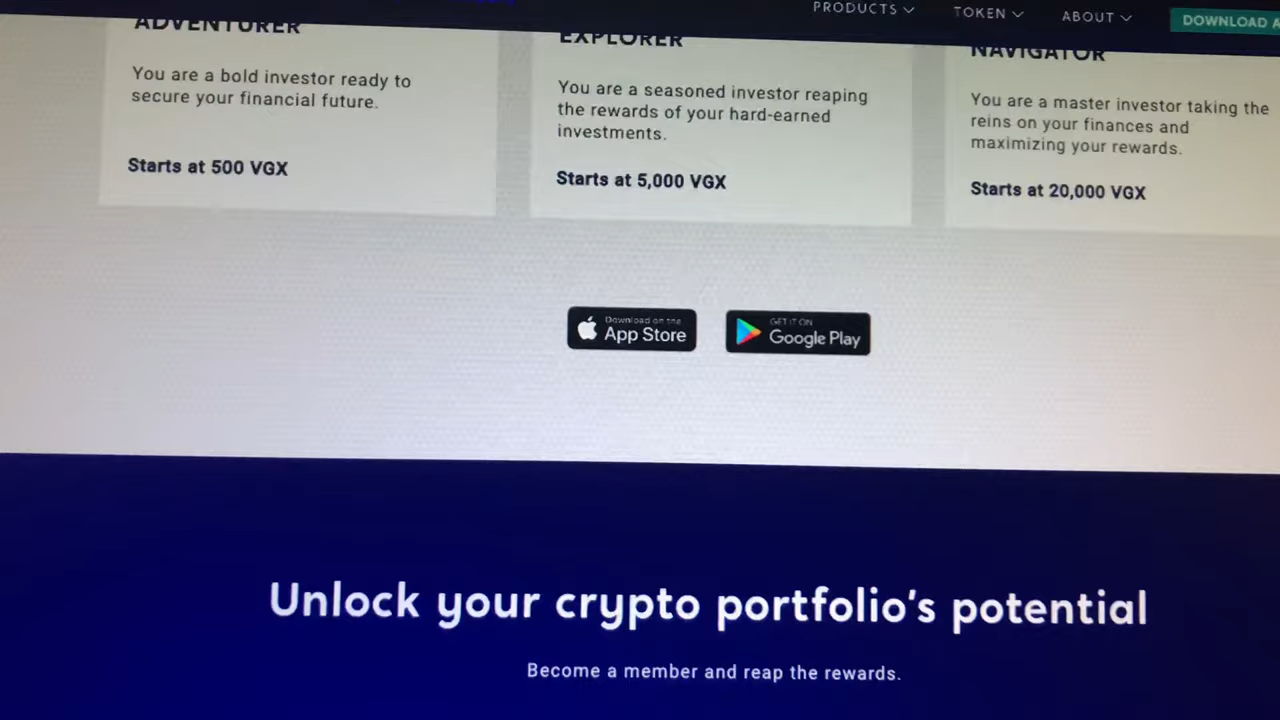 PRODUCTS TOKEN ABOUT DOWNLOAD
ADVENTURER
You are a bold investor ready to
secure your financial future.
Starts at 500 VGX
EXPLORER
You are a seasoned investor reaping
the rewards of your hard-earned
investments.
Starts at 5,000 VGX
NAVIGATOR
You are a master investor taking the
reins on your finances and
maximizing your rewards.
Starts at 20,000 VGX
Download on the
App Store
GET IT ON
Google Play
Unlock your crypto portfolio's potential
Become a member and reap the rewards.